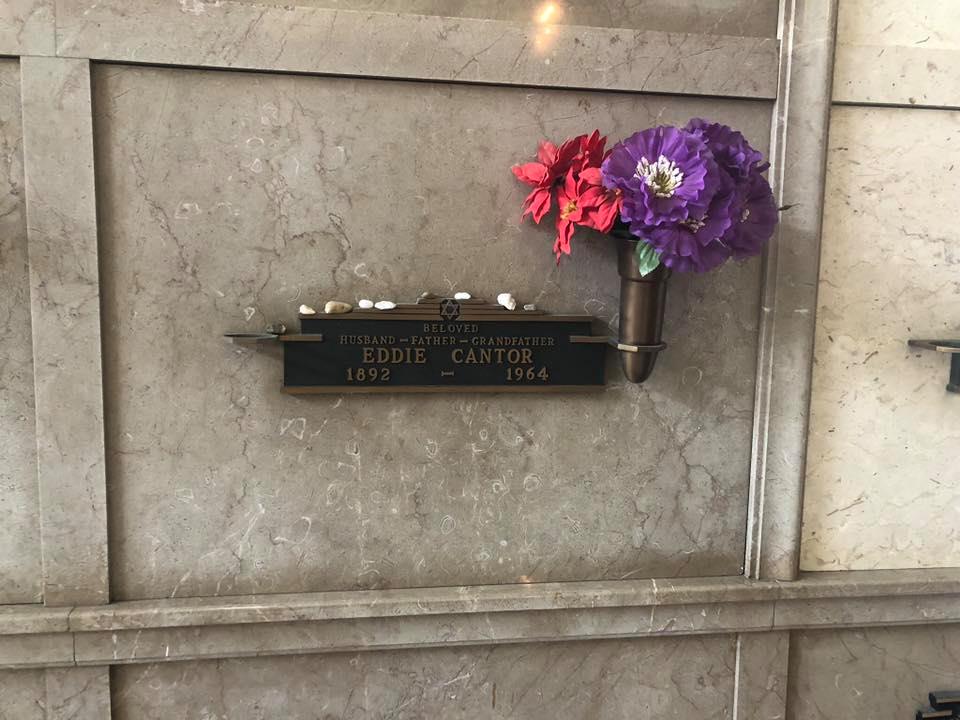 BELOVED
HUSBAND — FATHER — GRANDFATHER
EDDIE CANTOR
1892 — 1964